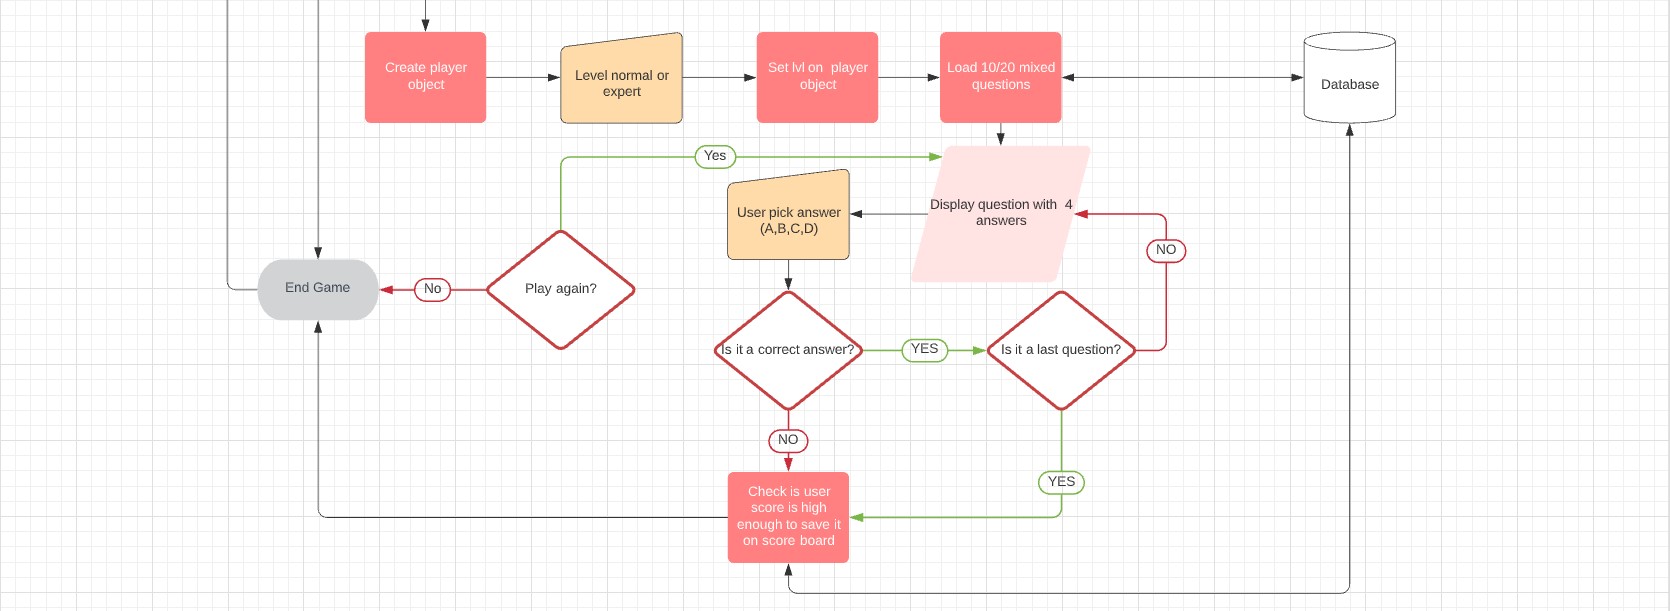 Create player
object
Level normal or
expert
Set lvl on  player
object
Load 10/20 mixed
questions
Database
Yes
User pick answer
(A,B,C,D)
Display question with  4
answers
NO
End Game
No
Play again?
Is it a correct answer?
YES
Is it a last question?
NO
YES
Check is user
score is high
enough to save it
on score board